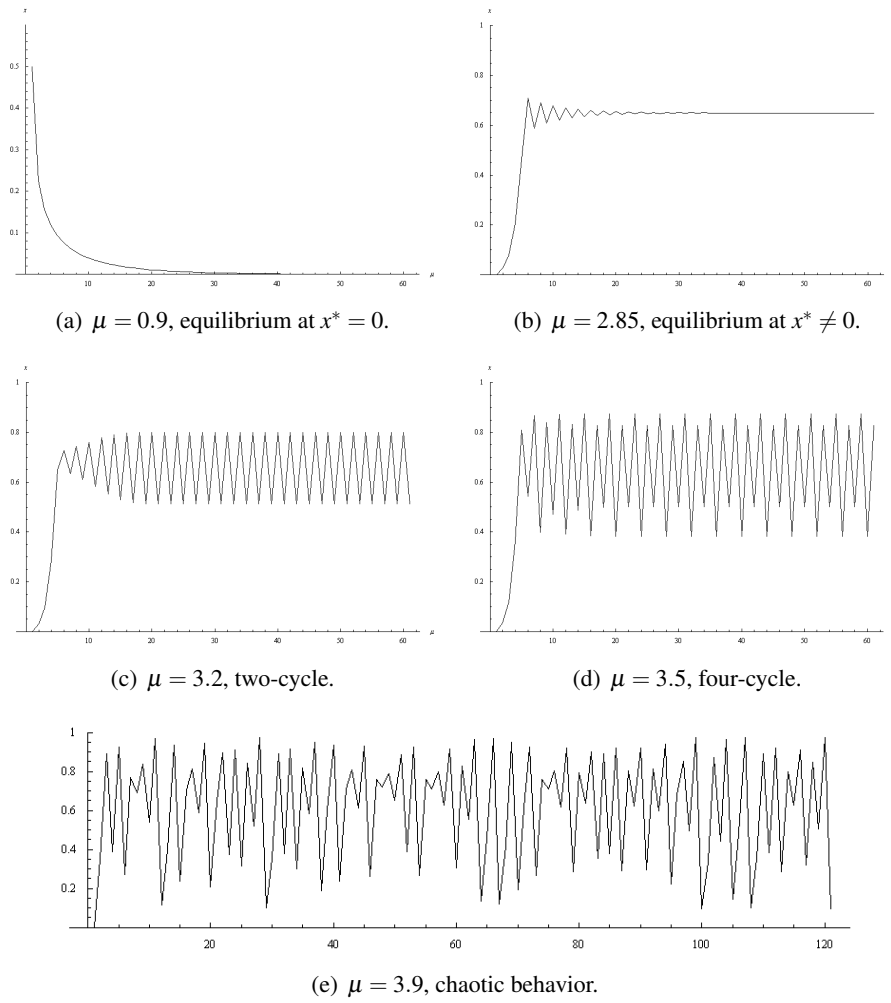 x
x
0.5
0.4
0.3
0.2
0.1
10 20 30 40 50 60 μ
1
0.8
0.6
0.4
0.2
10 20 30 40 50 60
(a) μ = 0.9, equilibrium at x* = 0.
(b) μ = 2.85, equilibrium at x* ≠ 0.
x
x
1
0.8
0.6
0.4
0.2
10 20 30 40 50 60 μ
1
0.8
0.6
0.4
0.2
10 20 30 40 50 60
(c) μ = 3.2, two-cycle.
(d) μ = 3.5, four-cycle.
1
0.8
0.6
0.4
0.2
20 40 60 80 100 120
(e) μ = 3.9, chaotic behavior.